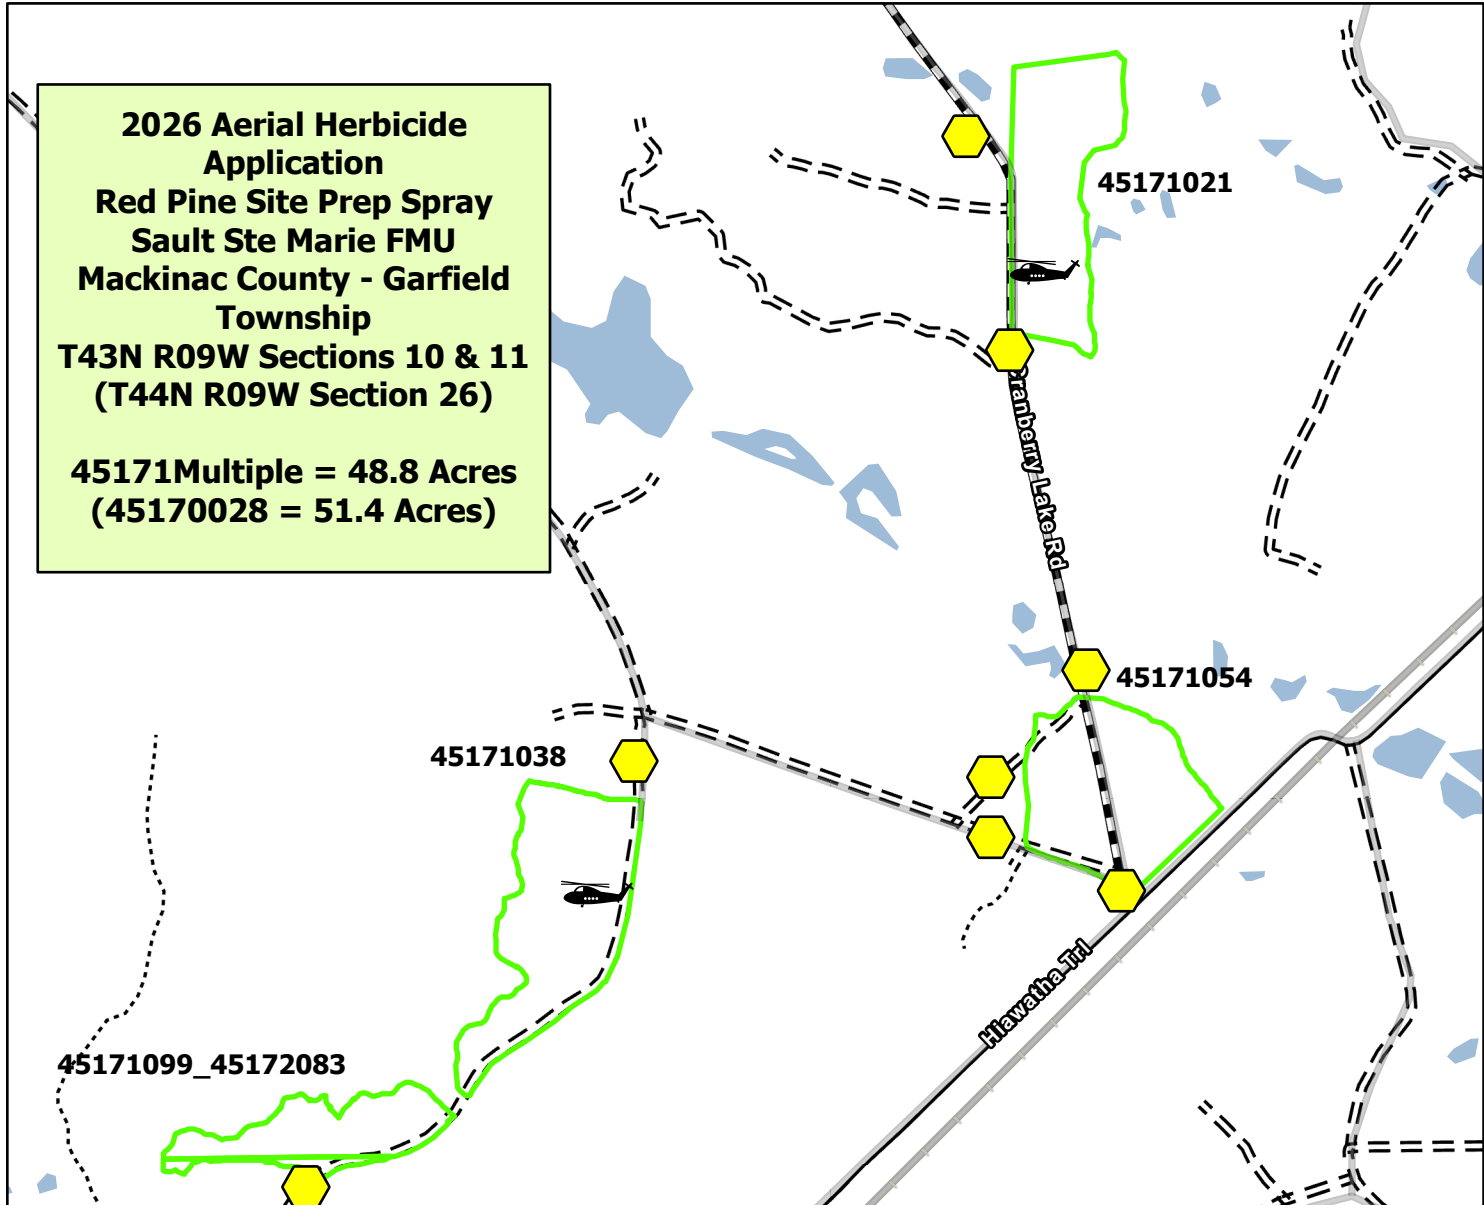 2026 Aerial Herbicide
Application
Red Pine Site Prep Spray
Sault Ste Marie FMU
Mackinac County - Garfield
Township
T43N R09W Sections 10 & 11
(T44N R09W Section 26)
45171Multiple = 48.8 Acres
(45170028 = 51.4 Acres)
45171021
Cranberry Lake Rd
45171054
45171038
Hiawatha Trl
45171099_45172083